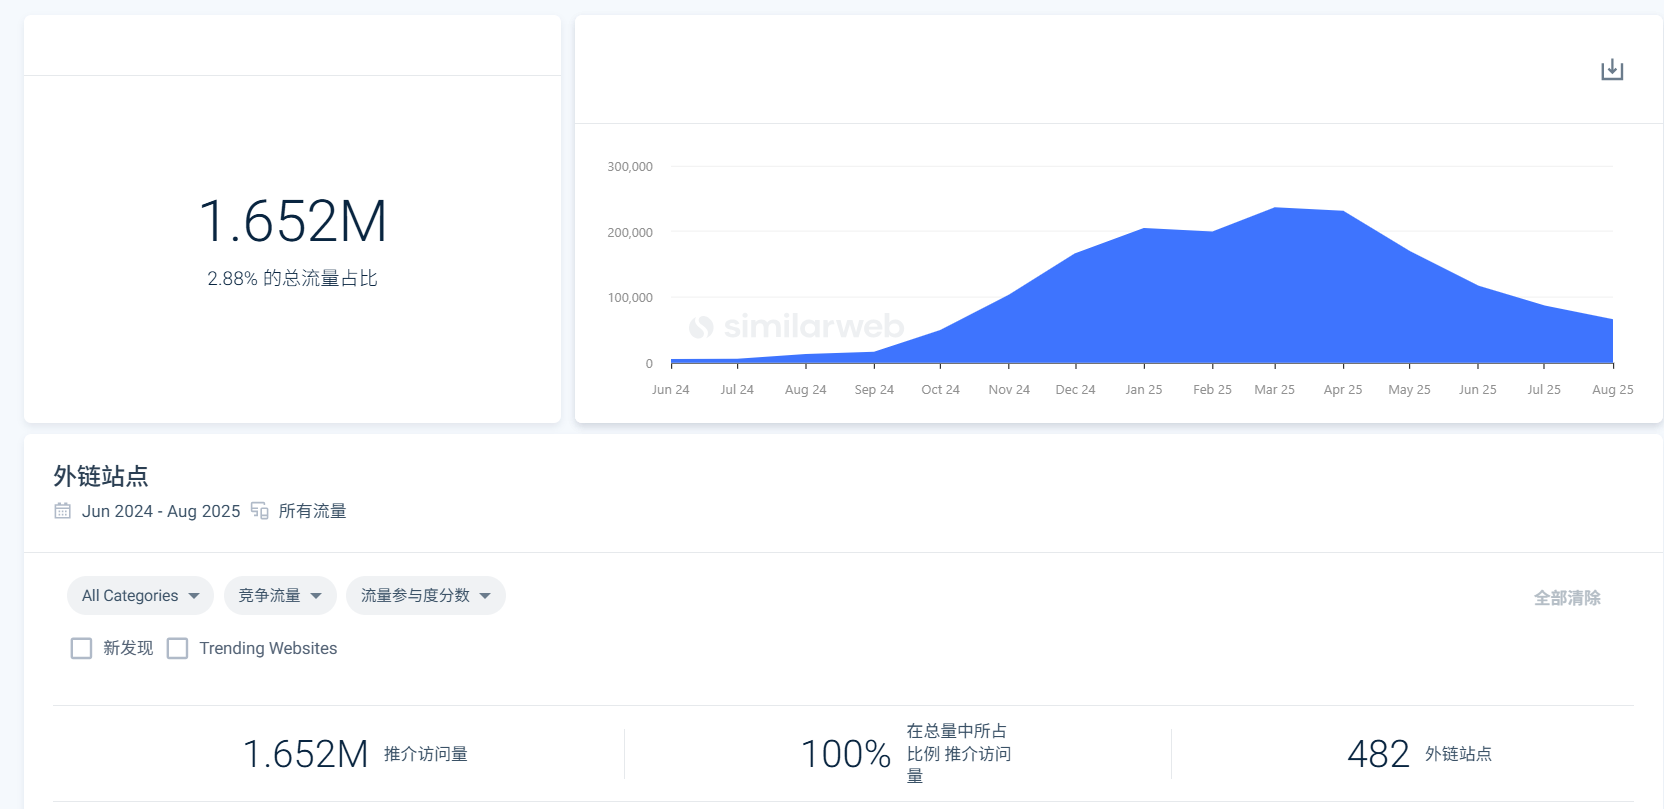 1.652M
2.88% 的总流量占比
300,000
200,000
100,000
0
similarweb
Jun 24 Jul 24 Aug 24 Sep 24 Oct 24 Nov 24 Dec 24 Jan 25 Feb 25 Mar 25 Apr 25 May 25 Jun 25 Jul 25 Aug 25
外链站点
Jun 2024 - Aug 2025 所有流量
All Categories 竞争流量 流量参与度分数 全部清除
新发现 Trending Websites
1.652M 推介访问量
100% 在总量中所占
比例 推介访问
量
482 外链站点